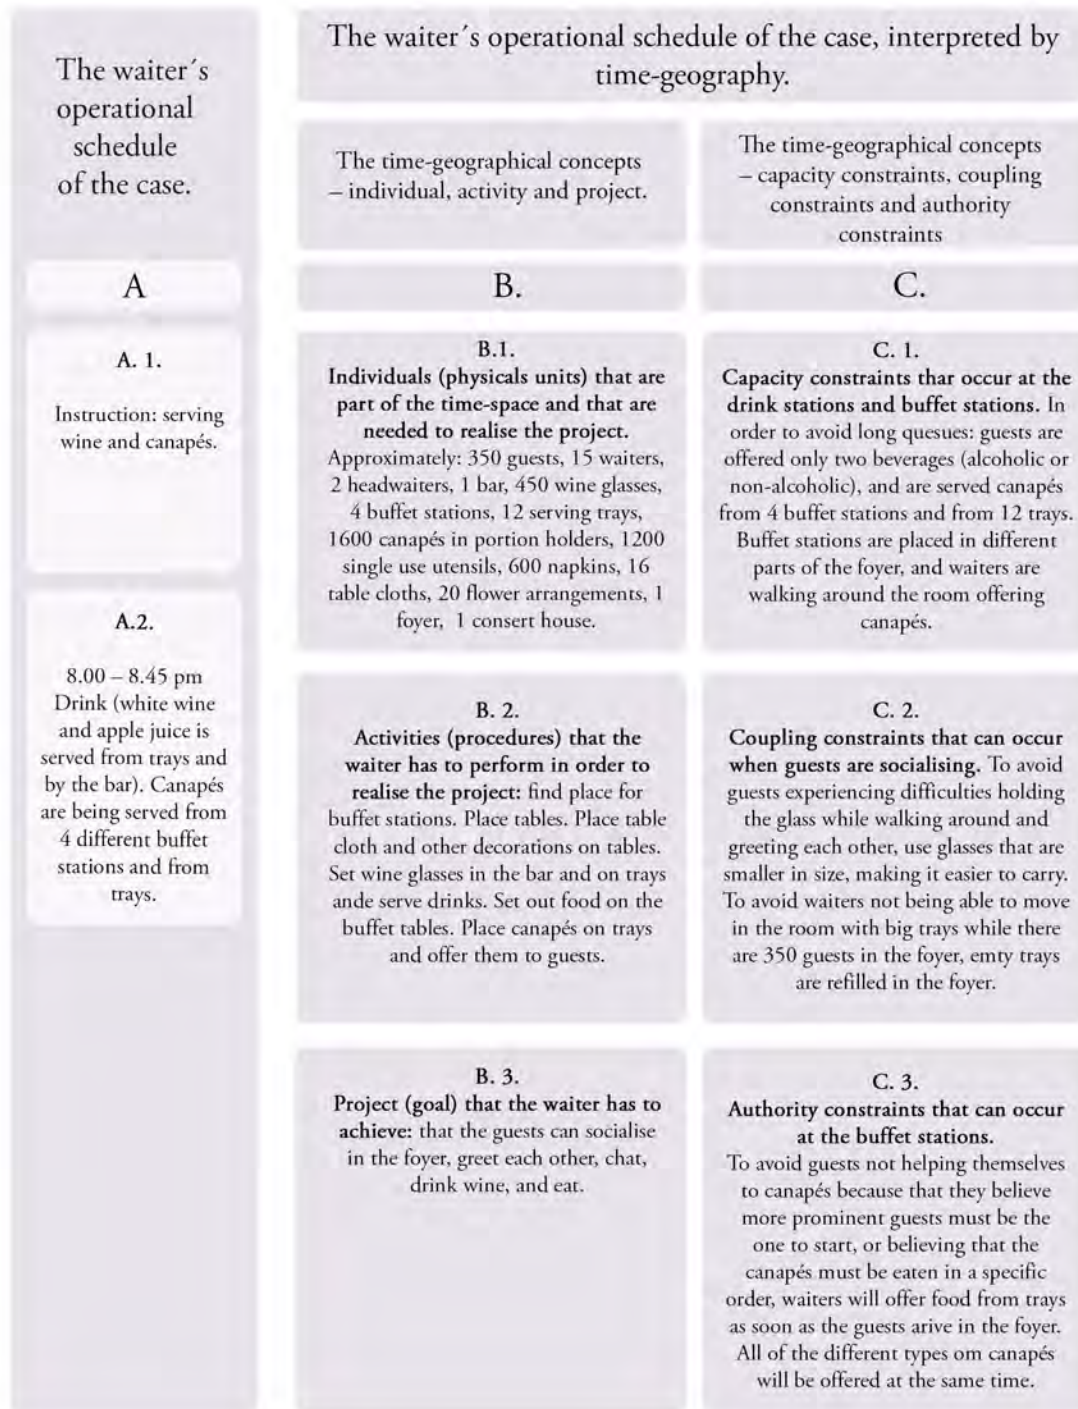 The waiter´s
operational
schedule
of the case.
The waiter´s operational schedule of the case, interpreted by
time-geography.
The time-geographical concepts
– individual, activity and project.
The time-geographical concepts
– capacity constraints, coupling
constraints and authority
constraints
A
B.
C.
A. 1.
Instruction: serving
wine and canapés.
A.2.
8.00 – 8.45 pm
Drink (white wine
and apple juice is
served from trays and
by the bar). Canapés
are being served from
4 different buffet
stations and from
trays.
B.1.
Individuals (physicals units) that are
part of the time-space and that are
needed to realise the project.
Approximately: 350 guests, 15 waiters,
2 headwaiters, 1 bar, 450 wine glasses,
4 buffet stations, 12 serving trays,
1600 canapés in portion holders, 1200
single use utensils, 600 napkins, 16
table cloths, 20 flower arrangements, 1
foyer, 1 consert house.
C. 1.
Capacity constraints thar occur at the
drink stations and buffet stations. In
order to avoid long quesues: guests are
offered only two beverages (alcoholic or
non-alcoholic), and are served canapés
from 4 buffet stations and from 12 trays.
Buffet stations are placed in different
parts of the foyer, and waiters are
walking around the room offering
canapés.
B. 2.
Activities (procedures) that the
waiter has to perform in order to
realise the project: find place for
buffet stations. Place tables. Place table
cloth and other decorations on tables.
Set wine glasses in the bar and on trays
ande serve drinks. Set out food on the
buffet tables. Place canapés on trays
and offer them to guests.
C. 2.
Coupling constraints that can occur
when guests are socialising. To avoid
guests experiencing difficulties holding
the glass while walking around and
greeting each other, use glasses that are
smaller in size, making it easier to carry.
To avoid waiters not being able to move
in the room with big trays while there
are 350 guests in the foyer, emty trays
are refilled in the foyer.
B. 3.
Project (goal) that the waiter has to
achieve: that the guests can socialise
in the foyer, greet each other, chat,
drink wine, and eat.
C. 3.
Authority constraints that can occur
at the buffet stations.
To avoid guests not helping themselves
to canapés because that they believe
more prominent guests must be the
one to start, or believing that the
canapés must be eaten in a specific
order, waiters will offer food from trays
as soon as the guests arive in the foyer.
All of the different types om canapés
will be offered at the same time.